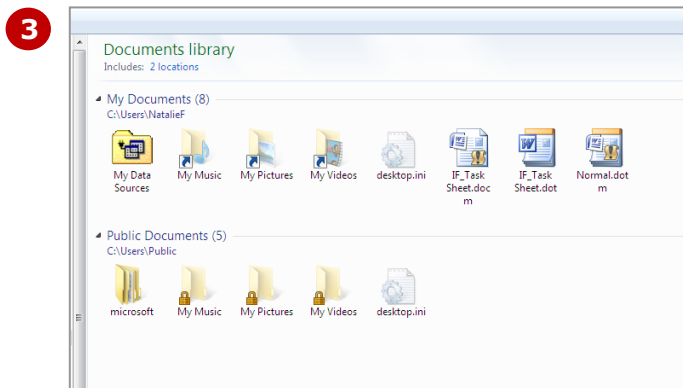 3
Documents library
Includes: 2 locations
My Documents (8)
C:\Users\NatalieF
My Data
Sources
My Music
My Pictures
My Videos
desktop.ini
IF_Task
Sheet.doc
m
IF_Task
Sheet.dot
Normal.dot
m
Public Documents (5)
C:\Users\Public
microsoft
My Music
My Pictures
My Videos
desktop.ini